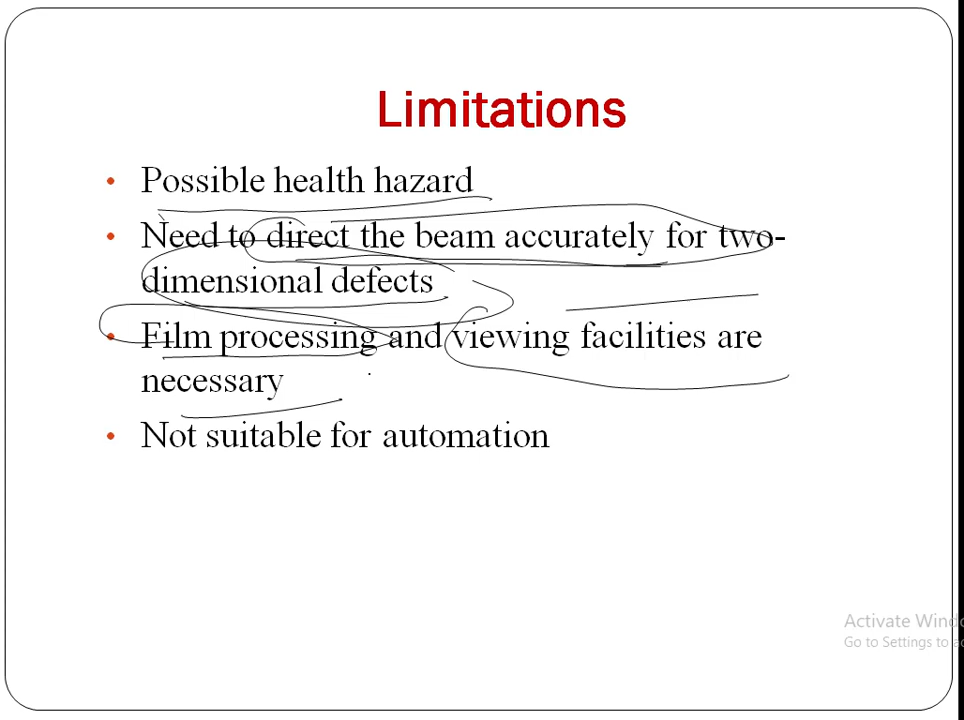 Limitations
• Possible health hazard
• Need to direct the beam accurately for two-
dimensional defects
• Film processing and viewing facilities are
necessary
• Not suitable for automation
Activate
Go to Settings to